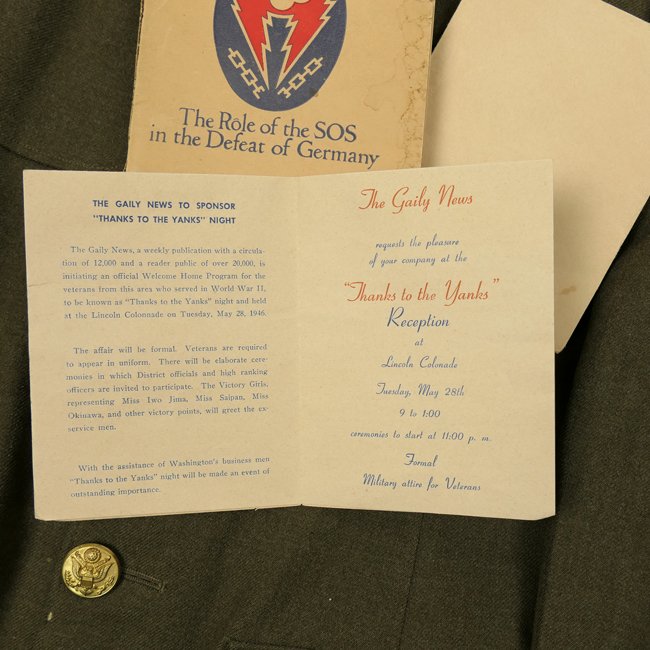 The Rôle of the SOS
in the Defeat of Germany
THE GAILY NEWS TO SPONSOR
"THANKS TO THE YANKS" NIGHT
The Gaily News, a weekly publication with a circula-
tion of 12,000 and a reader public of over 20,000, is
initiating an official Welcome Home Program for the
veterans from this area who served in World War II,
to be known as "Thanks to the Yanks" night and held
at the Lincoln Colonnade on Tuesday, May 28, 1946.
The affair will be formal. Veterans are required
to appear in uniform. There will be elaborate cere-
monies in which District officials and high ranking
officers are invited to participate. The Victory Girls,
representing Miss Iwo Jima, Miss Saipan, Miss
Okinawa, and other victory points, will greet the ex-
service men.
With the assistance of Washington's business men
"Thanks to the Yanks" night will be made an event of
outstanding importance.
The Gaily News
requests the pleasure
of your company at the
"Thanks to the Yanks"
Reception
at
Lincoln Colonade
Tuesday, May 28th
9 to 1:00
ceremonies to start at 11:00 p. m.
Formal
Military attire for Veterans